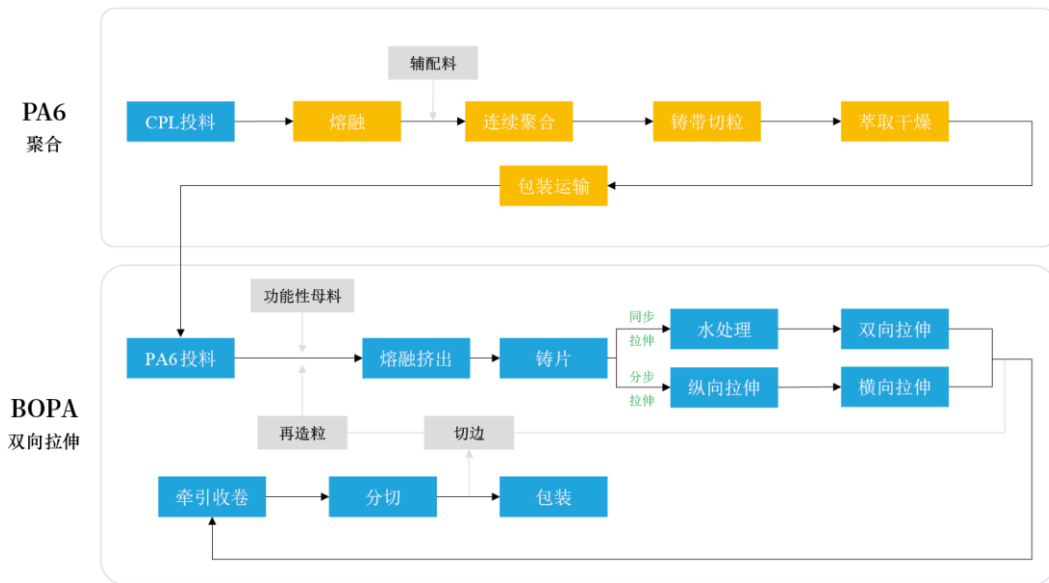 PA6
聚合
辅配料
CPL投料
熔融
连续聚合
铸带切粒
萃取干燥
包装运输
BOPA
双向拉伸
功能性母料
PA6投料
熔融挤出
铸片
同步
拉伸
水处理
双向拉伸
分步
拉伸
纵向拉伸
横向拉伸
再造粒
切边
牵引收卷
分切
包装